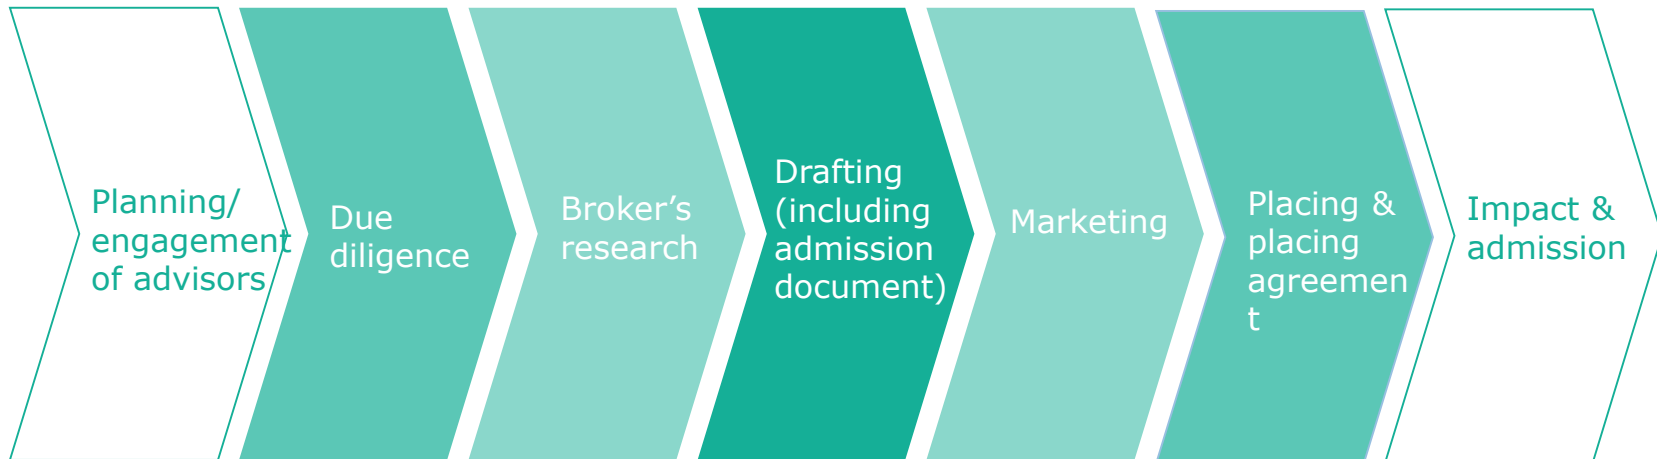 Planning/
engagement
of advisors
Due
diligence
Broker’s
research
Drafting
(including
admission
document)
Marketing
Placing &
placing
agreemen
t
Impact &
admission